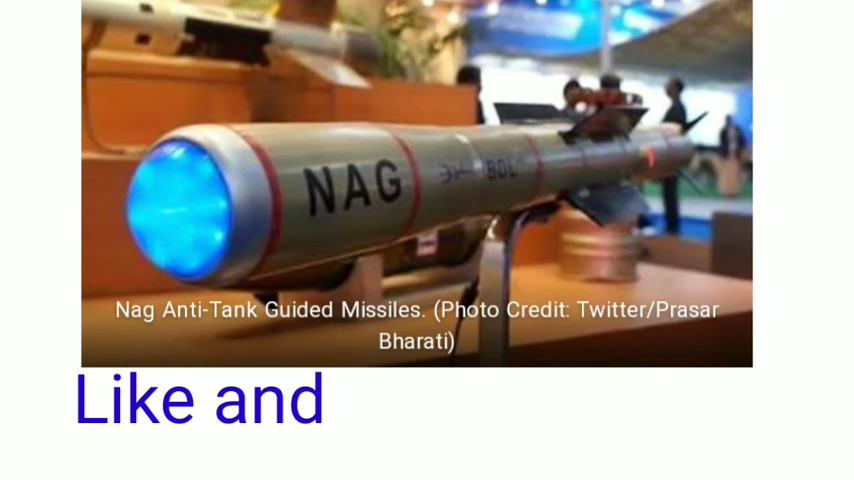 NAG
BDL
Nag Anti-Tank Guided Missiles. (Photo Credit: Twitter/Prasar
Bharati)
Like and